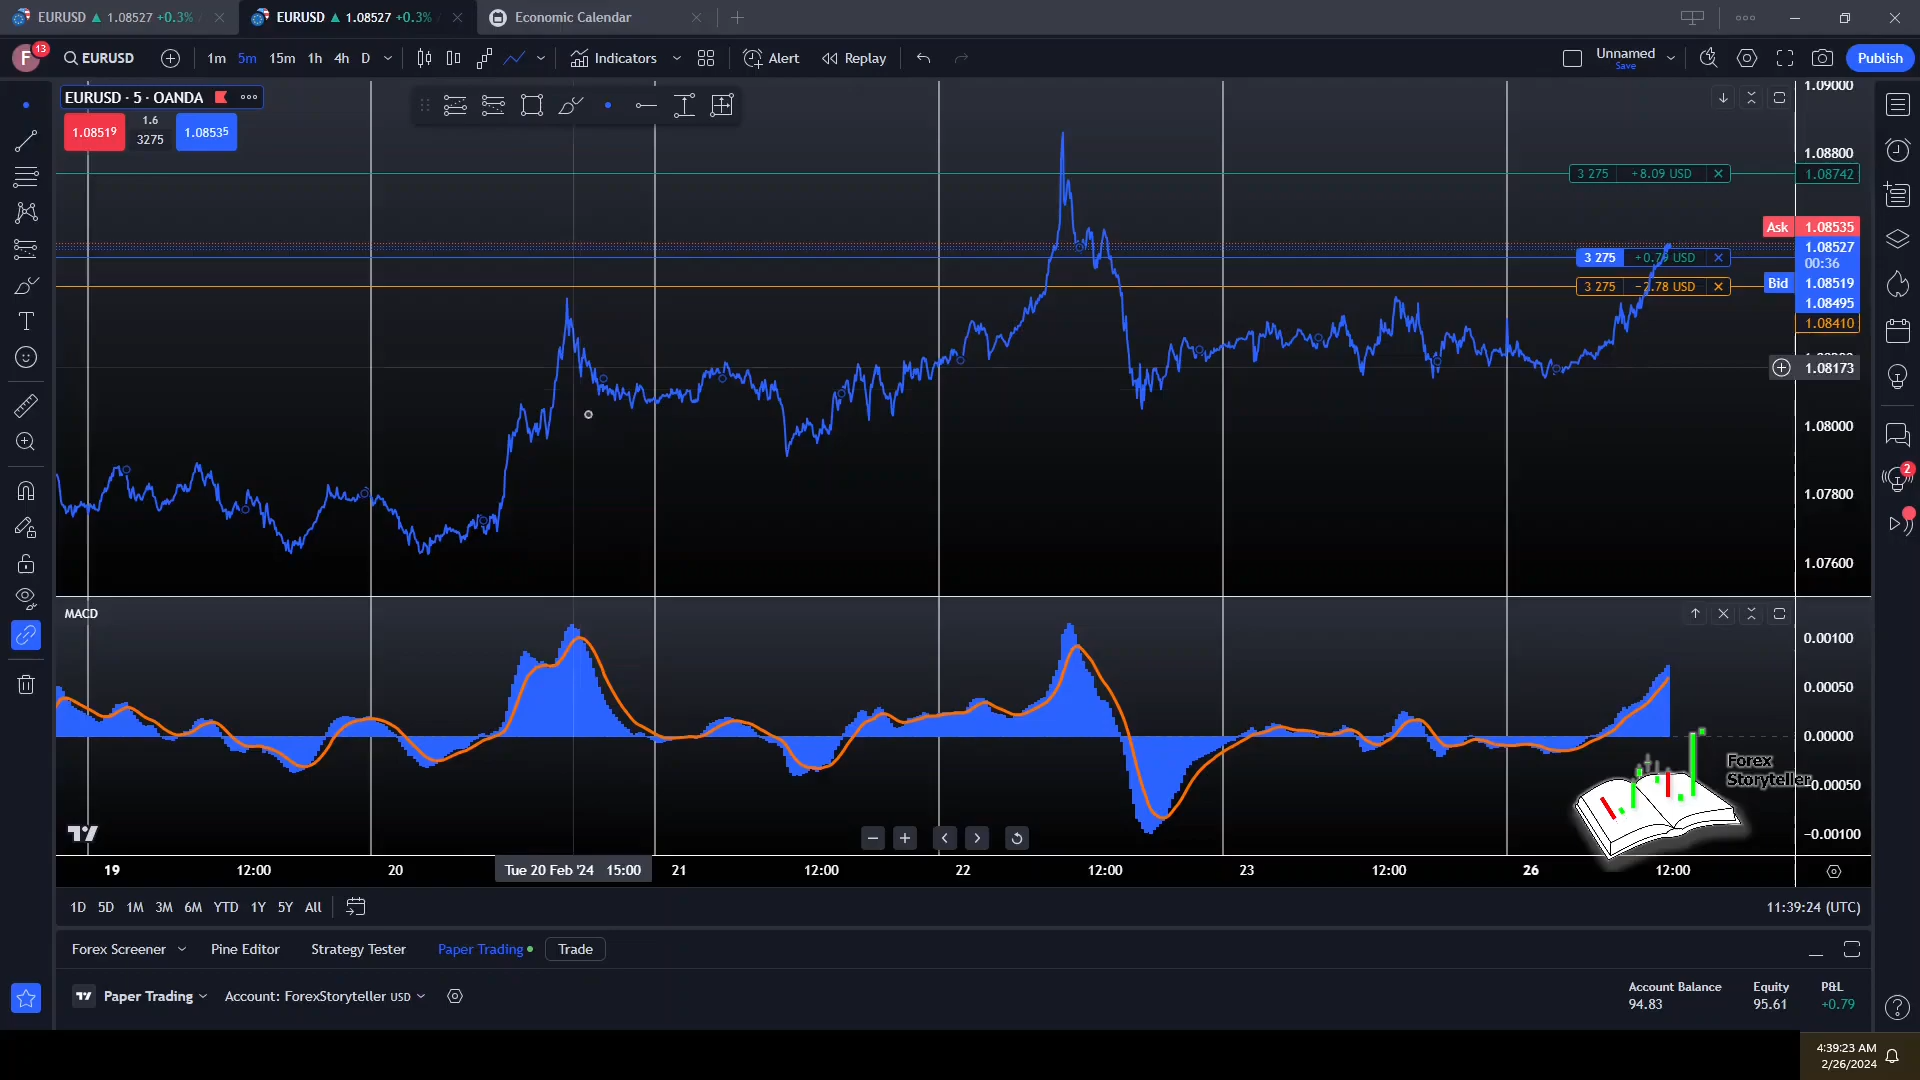 EURUSD ▲ 1.08527 +0.3% /
EURUSD ▲ 1.08527 +0.3%
Economic Calendar
F 13
EURUSD
1m 5m 15m 1h 4h D
Indicators
Alert
Replay
Unnamed
Save
Publish
EURUSD · 5 · OANDA
1.08519
1.6
3275
1.08535
1.09000
1.08800
3 275 +8.09 USD
1.08742
Ask 1.08535
1.08527
00:36
3 275 +0.79 USD
Bid 1.08519
3 275 −2.78 USD
1.08495
1.08410
1.08173
1.08000
1.07800
1.07600
2
MACD
0.00100
0.00050
0.00000
−0.00050
−0.00100
Forex
Storyteller
19 12:00 20 Tue 20 Feb '24 15:00 21 12:00 22 12:00 23 12:00 26 12:00
1D 5D 1M 3M 6M YTD 1Y 5Y All
11:39:24 (UTC)
Forex Screener Pine Editor Strategy Tester Paper Trading Trade
Paper Trading Account: ForexStoryteller USD
Account Balance Equity P&L
94.83 95.61 +0.79
4:39:23 AM
2/26/2024